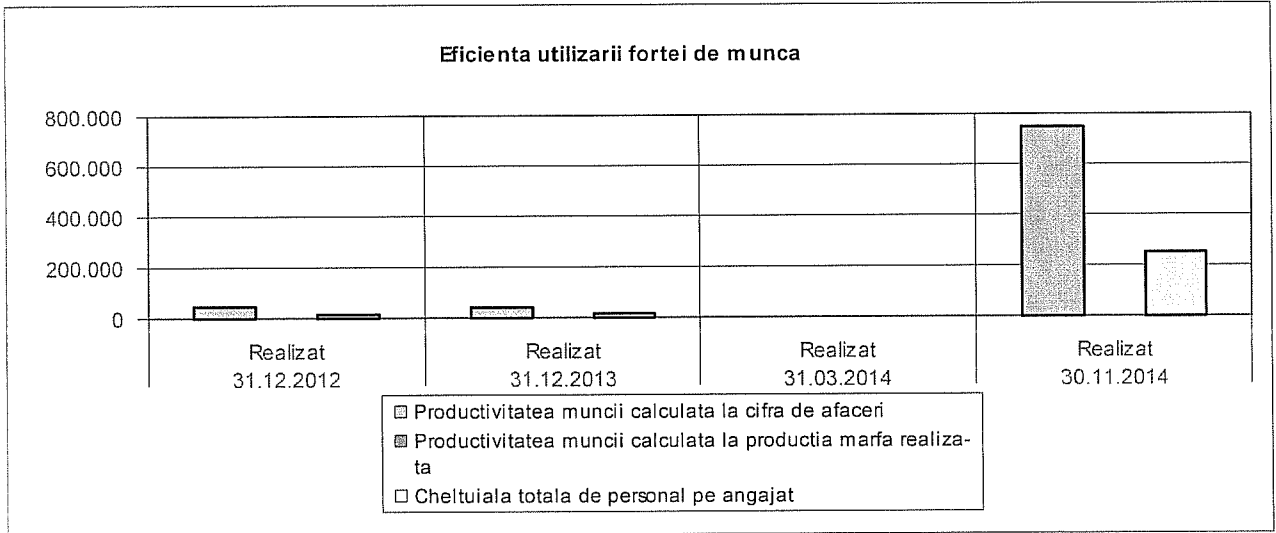 Eficienta utilizarii fortei de munca
800.000
600.000
400.000
200.000
0
Realizat
31.12.2012
Realizat
31.12.2013
Realizat
31.03.2014
Realizat
30.11.2014
Productivitatea muncii calculata la cifra de afaceri
Productivitatea muncii calculata la productia marfa realiza-
ta
Cheltuiala totala de personal pe angajat